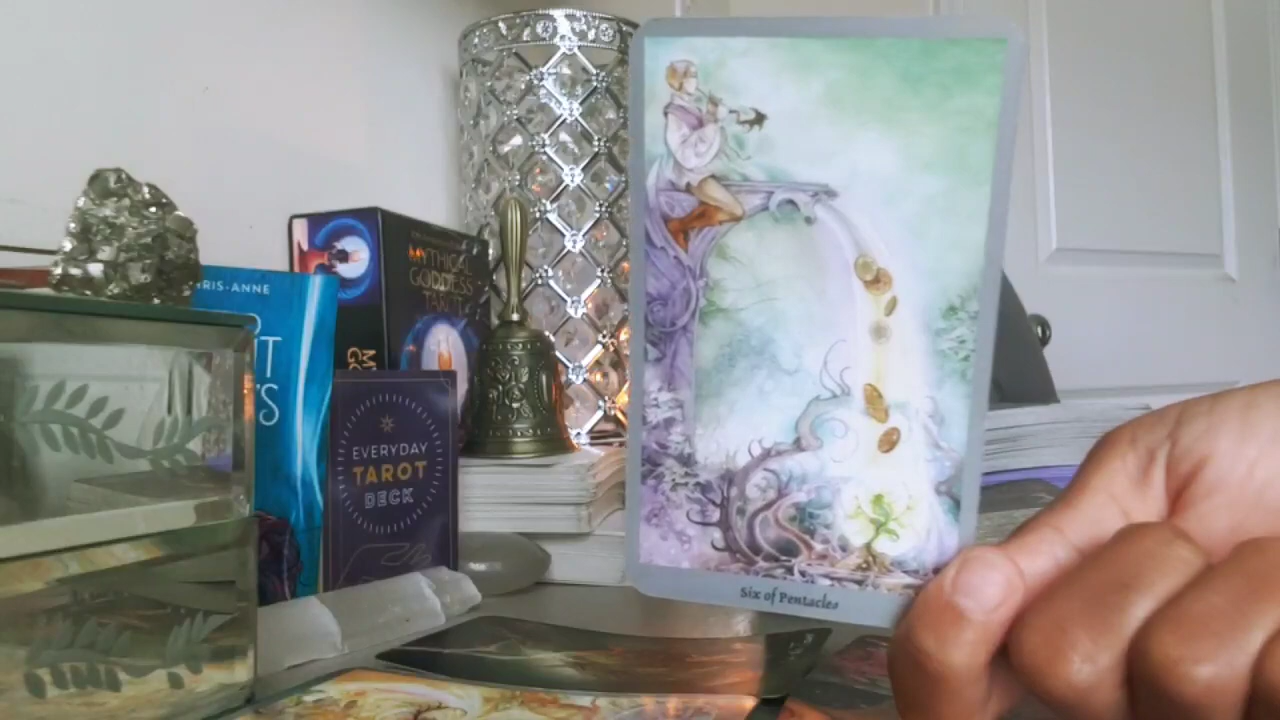 RIS-ANNE
MYTHICAL
GODDESS
TAROT
EVERYDAY
TAROT
DECK
Six of Pentacles